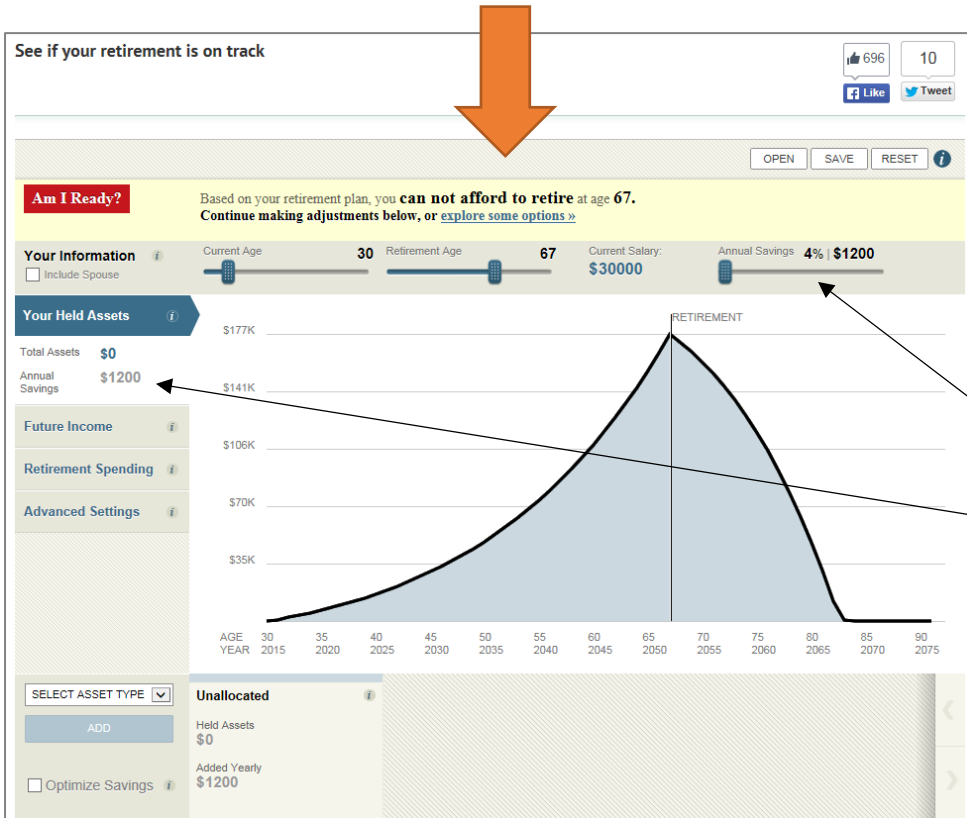 See if your retirement is on track
696
10
Like
Tweet
OPEN SAVE RESET i
Am I Ready?
Based on your retirement plan, you can not afford to retire at age 67.
Continue making adjustments below, or explore some options »
Your Information i
Include Spouse
Current Age 30
Retirement Age 67
Current Salary:
$30000
Annual Savings 4% | $1200
Your Held Assets i
Total Assets $0
Annual
Savings
$1200
Future Income i
Retirement Spending i
Advanced Settings i
RETIREMENT
$177K
$141K
$106K
$70K
$35K
AGE 30 35 40 45 50 55 60 65 70 75 80 85 90
YEAR 2015 2020 2025 2030 2035 2040 2045 2050 2055 2060 2065 2070 2075
SELECT ASSET TYPE
ADD
Optimize Savings i
Unallocated i
Held Assets
$0
Added Yearly
$1200